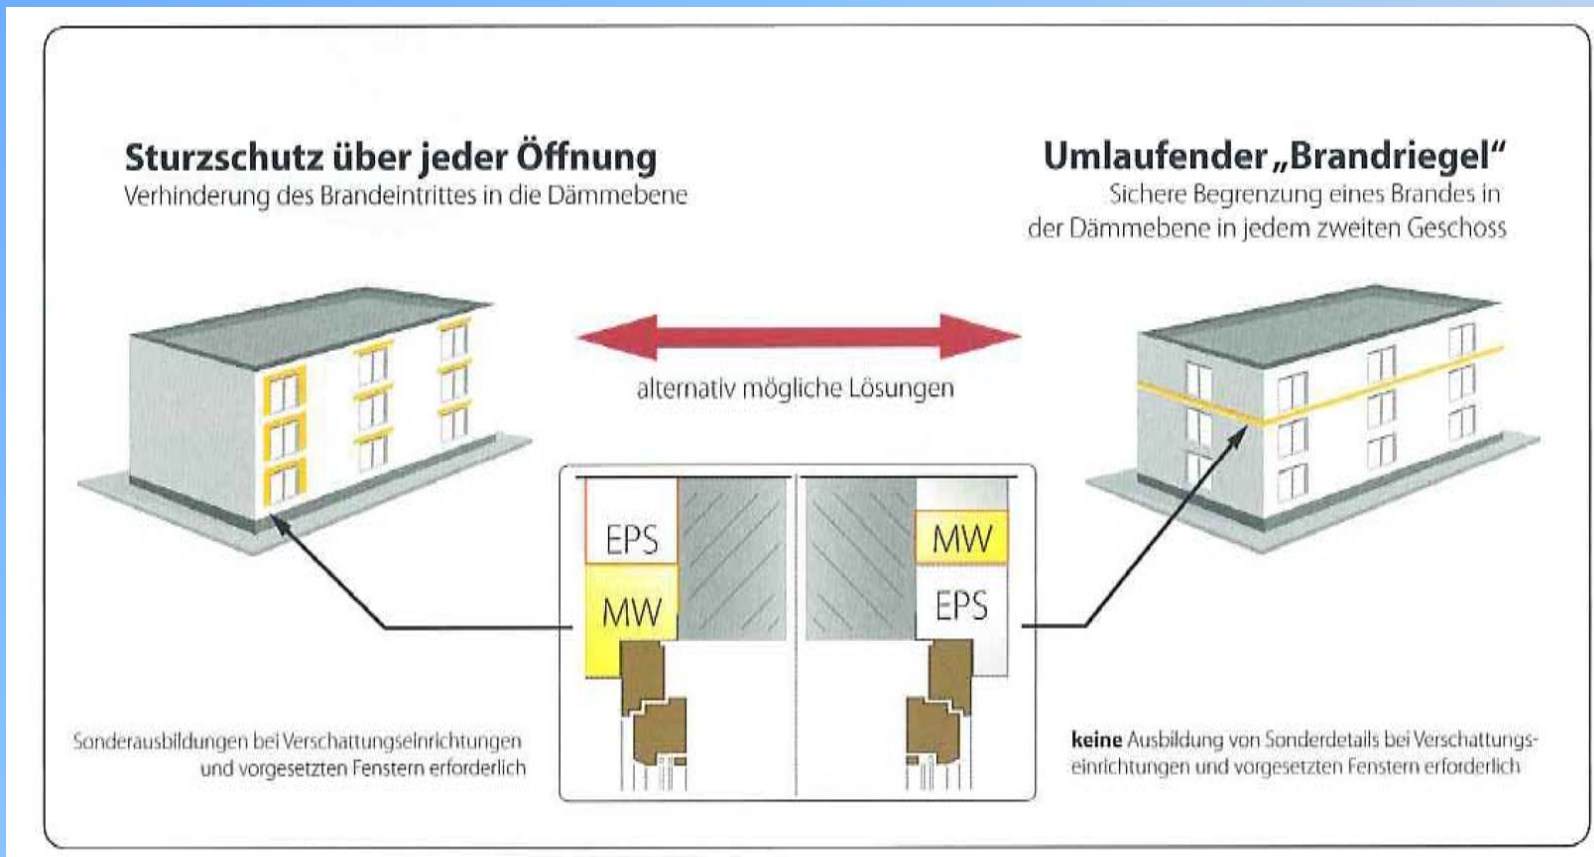 Sturzschutz über jeder Öffnung
Verhinderung des Brandeintrittes in die Dämmebene
Umlaufender „Brandriegel“
Sichere Begrenzung eines Brandes in
der Dämmebene in jedem zweiten Geschoss
alternativ mögliche Lösungen
EPS
MW
MW
EPS
Sonderausbildungen bei Verschattungseinrichtungen
und vorgesetzten Fenstern erforderlich
keine Ausbildung von Sonderdetails bei Verschattungs-
einrichtungen und vorgesetzten Fenstern erforderlich